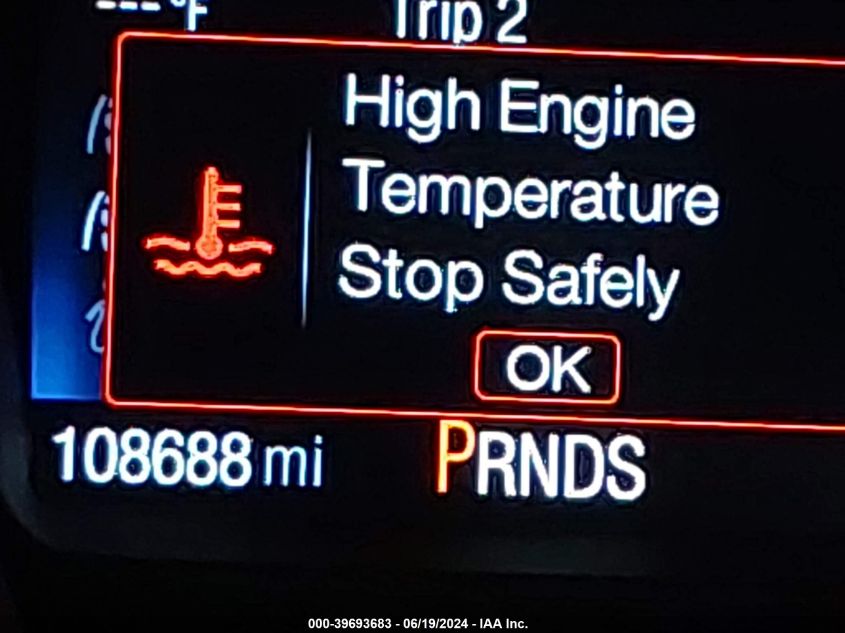 ---°F
Trip 2
High Engine
Temperature
Stop Safely
OK
108688 mi
PRNDS
000-39693683 - 06/19/2024 - IAA Inc.